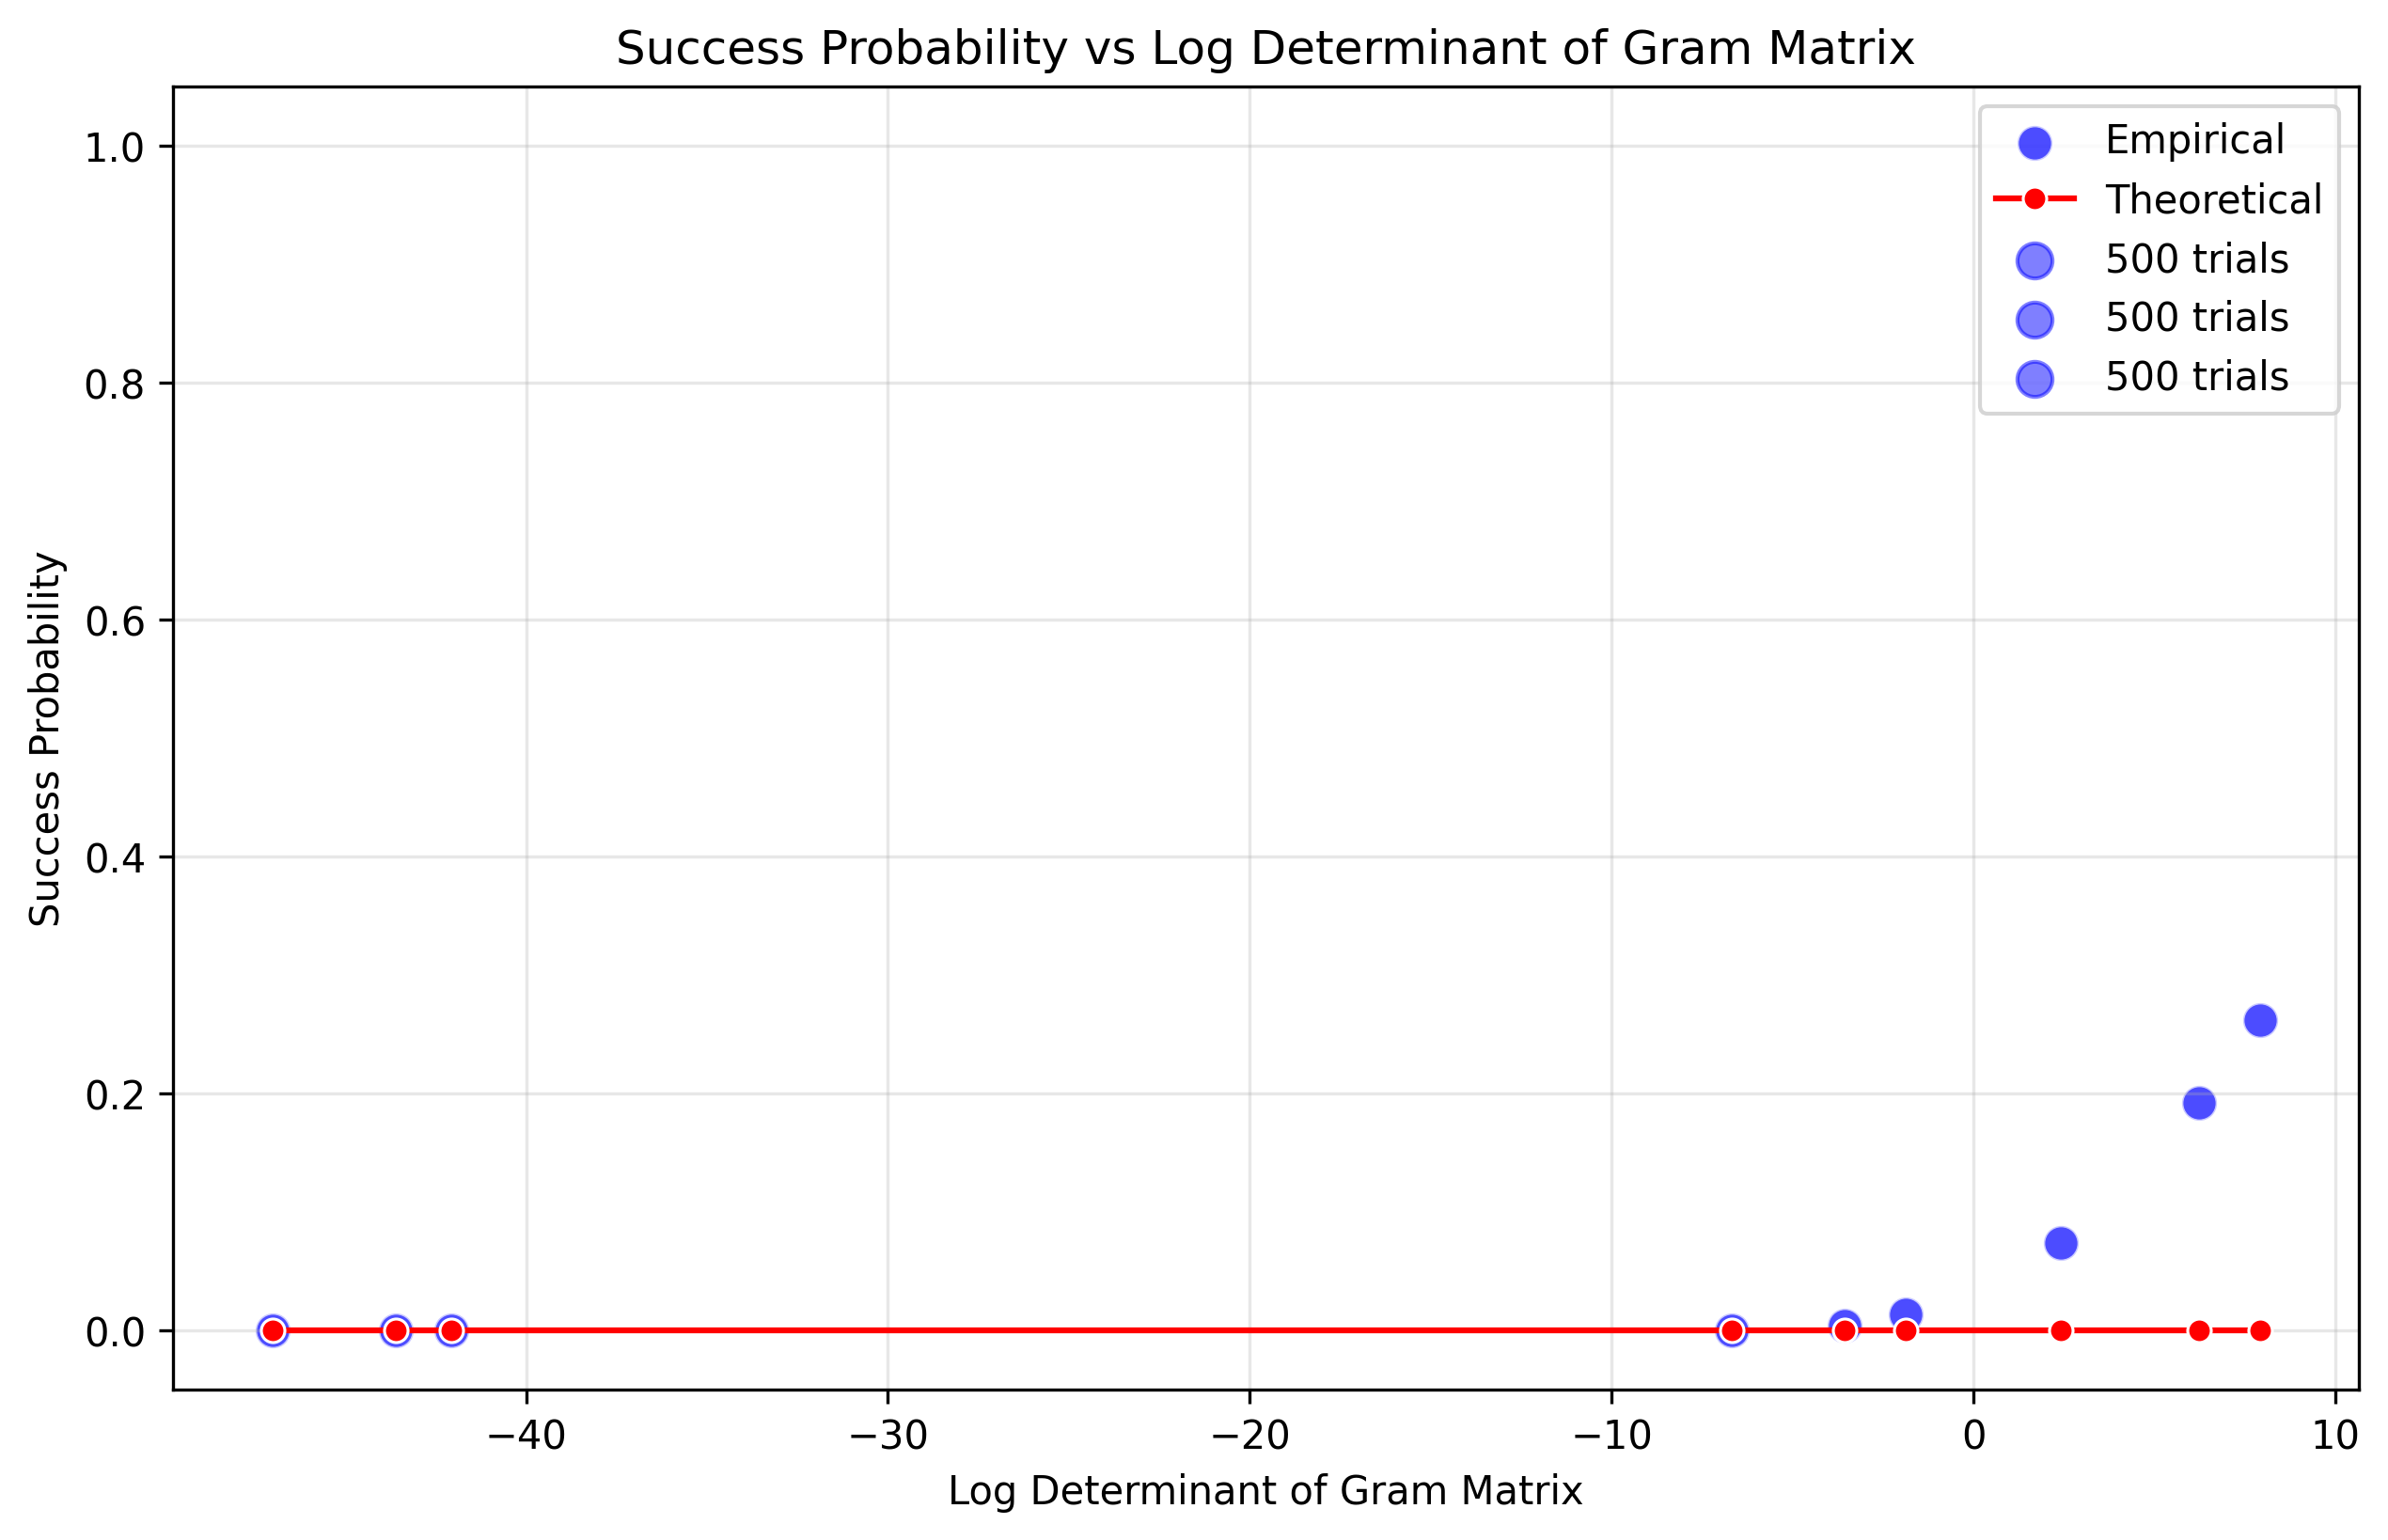 Success Probability vs Log Determinant of Gram Matrix
Empirical
Theoretical
500 trials
500 trials
500 trials
Success Probability
1.0
0.8
0.6
0.4
0.2
0.0
−40
−30
−20
−10
0
10
Log Determinant of Gram Matrix